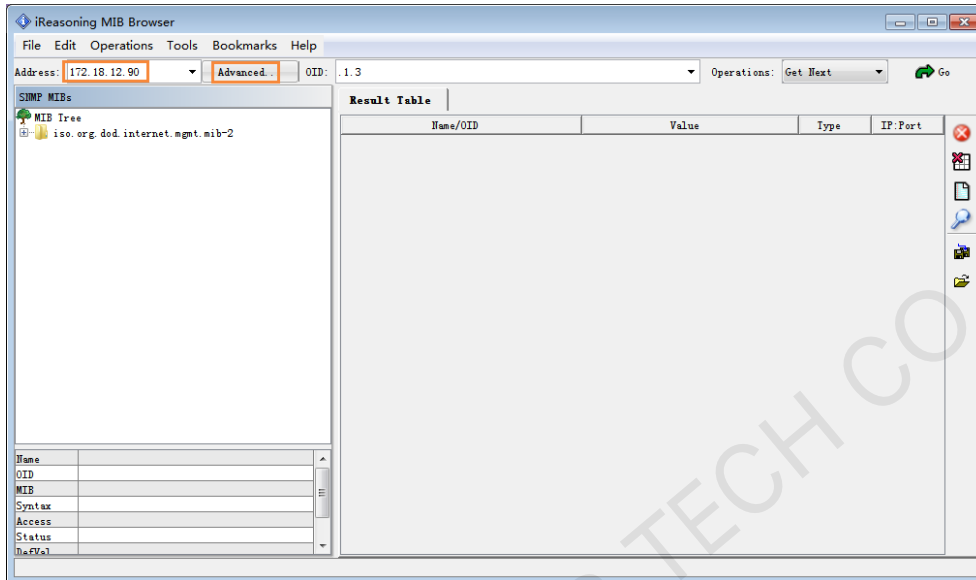 iReasoning MIB Browser
File Edit Operations Tools Bookmarks Help
Address: 172.18.12.90 Advanced.. OID: .1.3 Operations: Get Next Go
SNMP MIBs
Result Table
MIB Tree
iso.org.dod.internet.mgmt.mib-2
Name/OID Value Type IP:Port
Name
OID
MIB
Syntax
Access
Status
DefVal
TECH CO